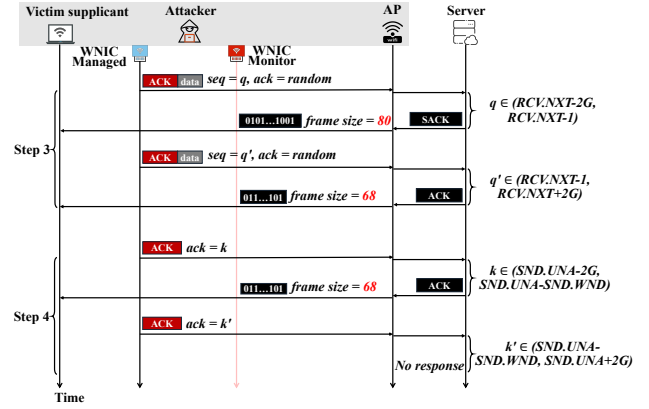 Victim supplicant
Attacker
AP
Server
wifi
WNIC
Managed
WNIC
Monitor
ACK data seq = q, ack = random
q ∈ (RCV.NXT-2G,
RCV.NXT-1)
0101...1001 frame size = 80
SACK
Step 3
ACK data seq = q', ack = random
q' ∈ (RCV.NXT-1,
RCV.NXT+2G)
011...101 frame size = 68
ACK
ACK ack = k
k ∈ (SND.UNA-2G,
SND.UNA-SND.WND)
011...101 frame size = 68
ACK
Step 4
ACK ack = k'
k' ∈ (SND.UNA-
SND.WND, SND.UNA+2G)
No response
Time